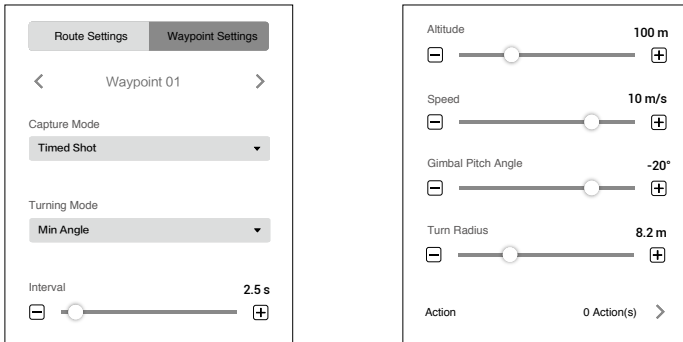 Route Settings
Waypoint Settings
Waypoint 01
Capture Mode
Timed Shot
Turning Mode
Min Angle
Interval
2.5 s
Altitude
100 m
Speed
10 m/s
Gimbal Pitch Angle
-20°
Turn Radius
8.2 m
Action
0 Action(s)